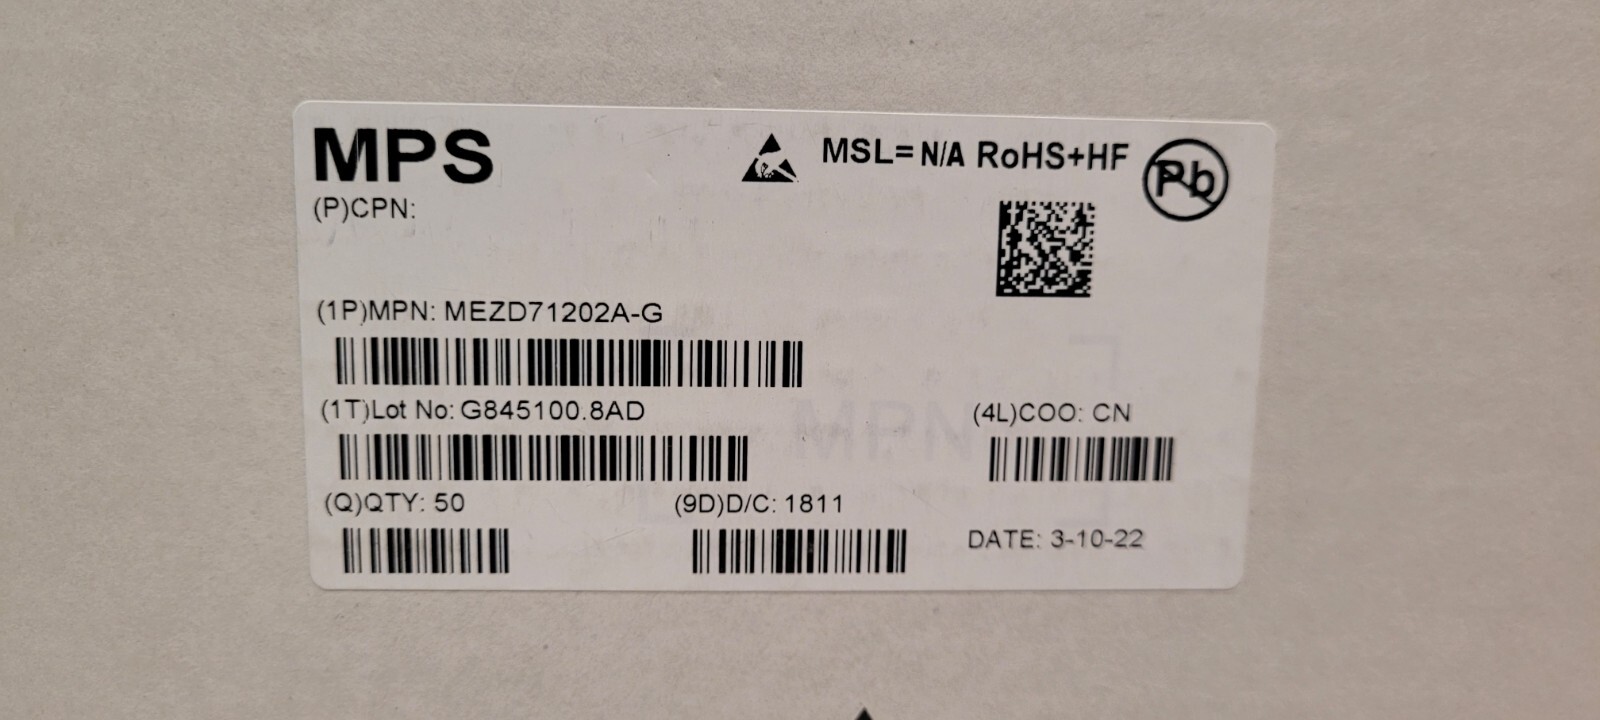 MPS
MSL= N/A RoHS+HF
Pb
(P)CPN:
(1P)MPN: MEZD71202A-G
(1T)Lot No: G845100.8AD
(4L)COO: CN
(Q)QTY: 50
(9D)D/C: 1811
DATE: 3-10-22
MPN